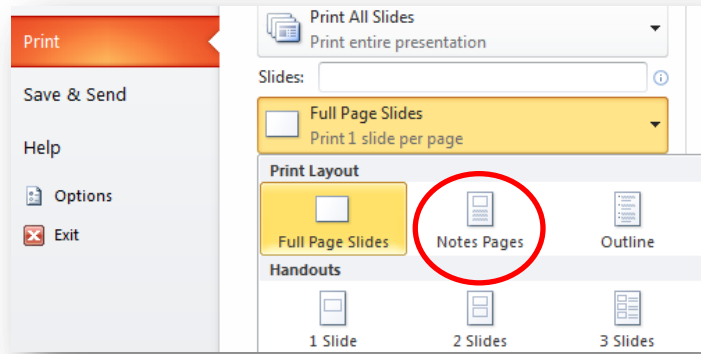 Print
Save & Send
Help
Options
Exit
Print All Slides
Print entire presentation
Slides:
Full Page Slides
Print 1 slide per page
Print Layout
Full Page Slides
Notes Pages
Outline
Handouts
1 Slide
2 Slides
3 Slides